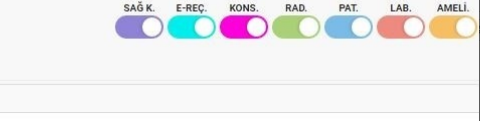 SAĞ K. E-REÇ. KONS. RAD. PAT. LAB. AMELİ.